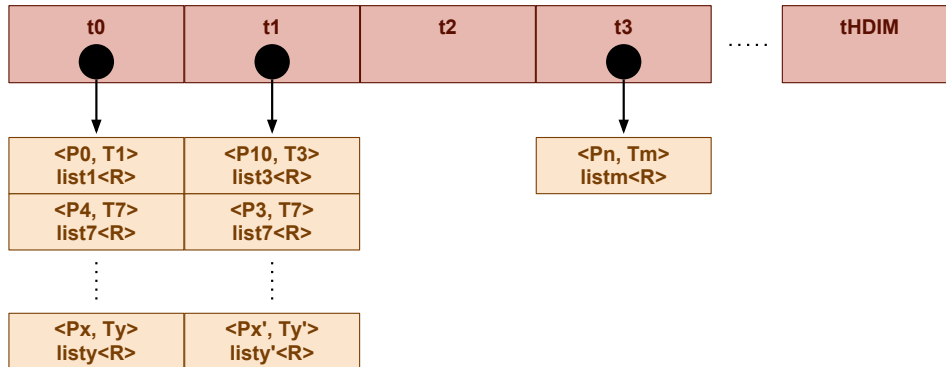 t0 t1 t2 t3 ..... tHDIM
<P0, T1> <P10, T3> <Pn, Tm>
list1<R> list3<R> listm<R>
<P4, T7> <P3, T7>
list7<R> list7<R>
<Px, Ty> <Px', Ty'>
listy<R> listy'<R>